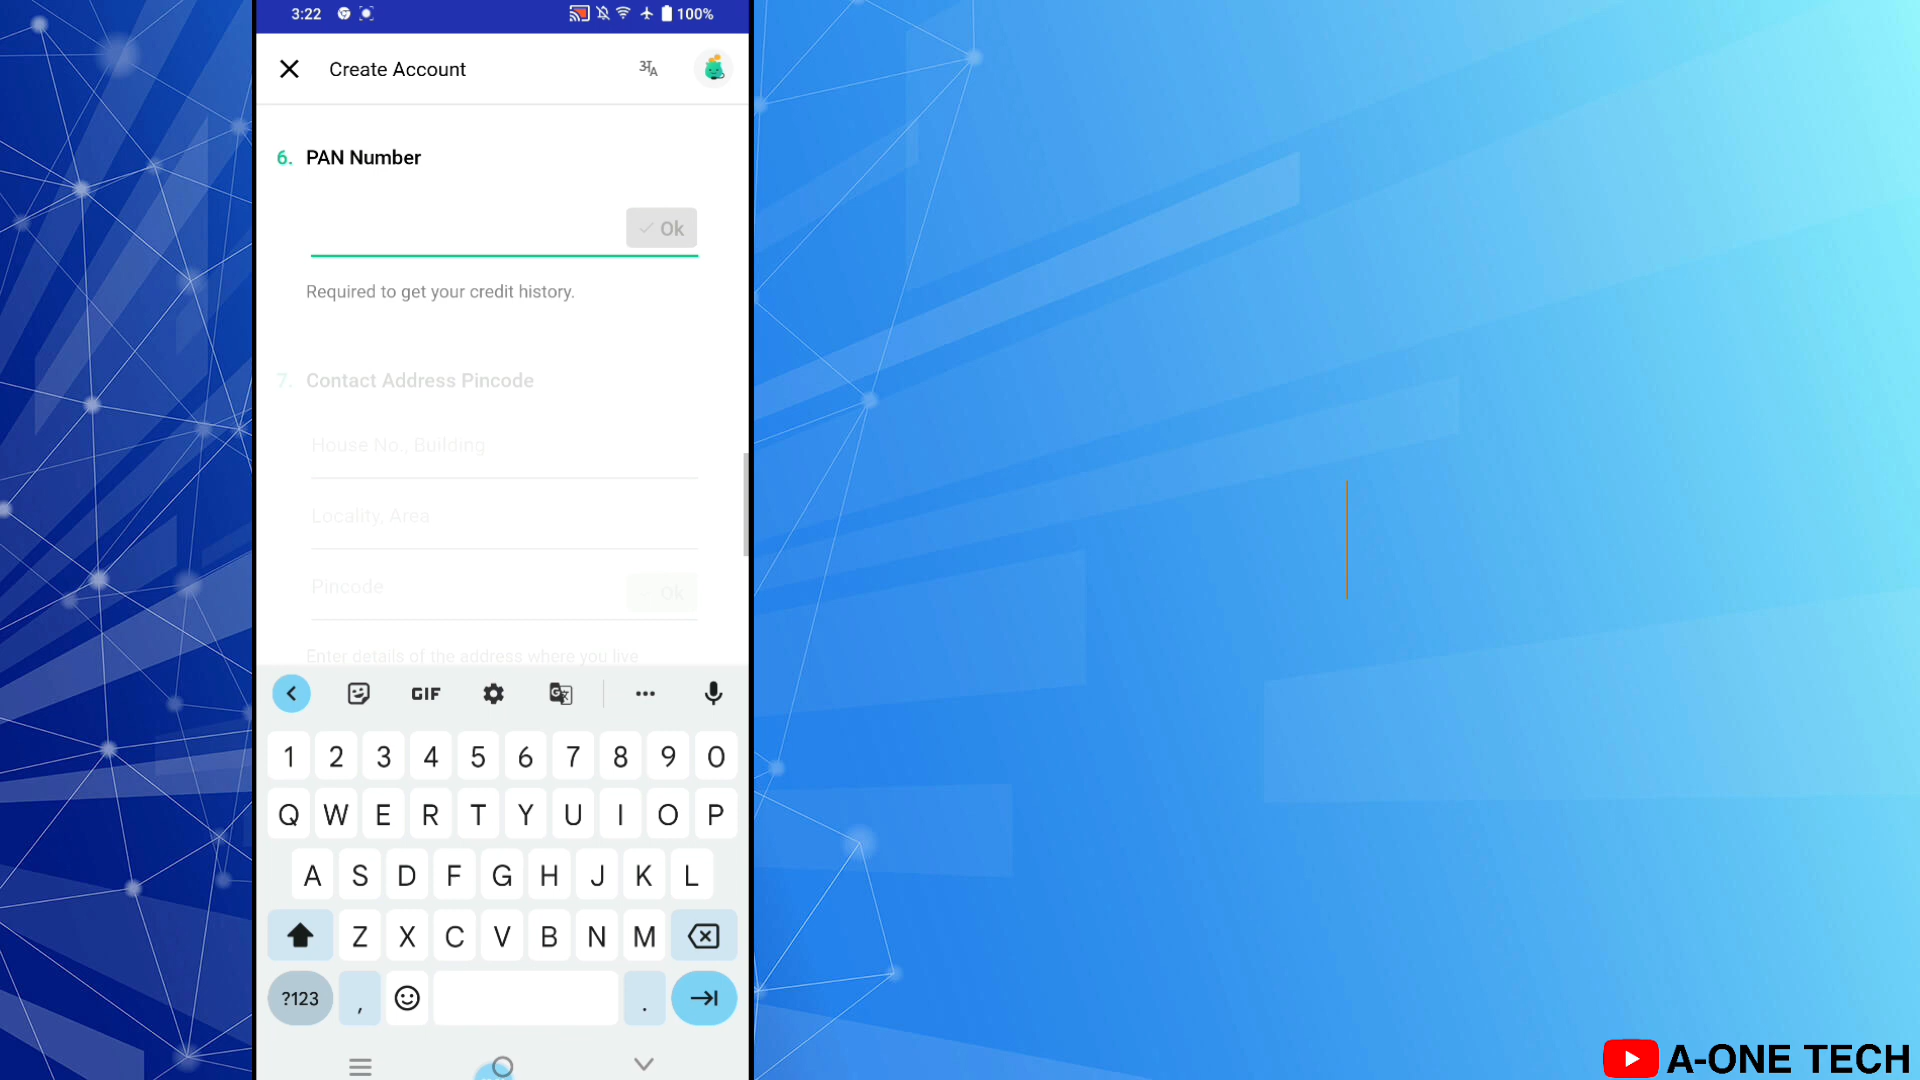 3:22
100%
Create Account
अA
6. PAN Number
Ok
Required to get your credit history.
7. Contact Address Pincode
House No., Building
Locality, Area
Pincode
Ok
Enter details of the address where you live
GIF
1 2 3 4 5 6 7 8 9 0
Q W E R T Y U I O P
A S D F G H J K L
Z X C V B N M
?123 , .
A-ONE TECH